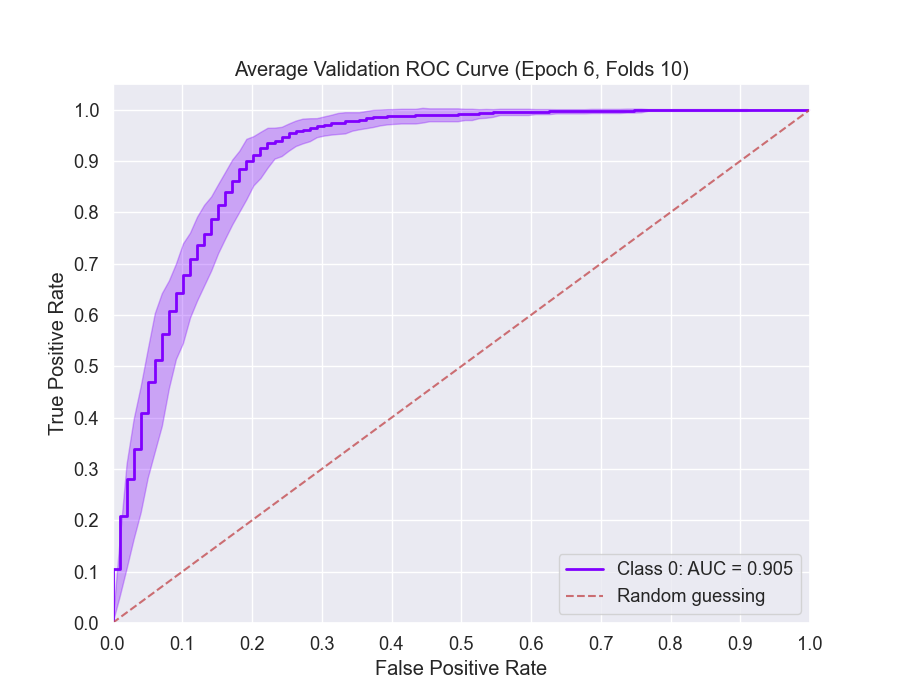 Average Validation ROC Curve (Epoch 6, Folds 10)
True Positive Rate
1.0
0.9
0.8
0.7
0.6
0.5
0.4
0.3
0.2
0.1
0.0
Class 0: AUC = 0.905
Random guessing
0.0 0.1 0.2 0.3 0.4 0.5 0.6 0.7 0.8 0.9 1.0
False Positive Rate